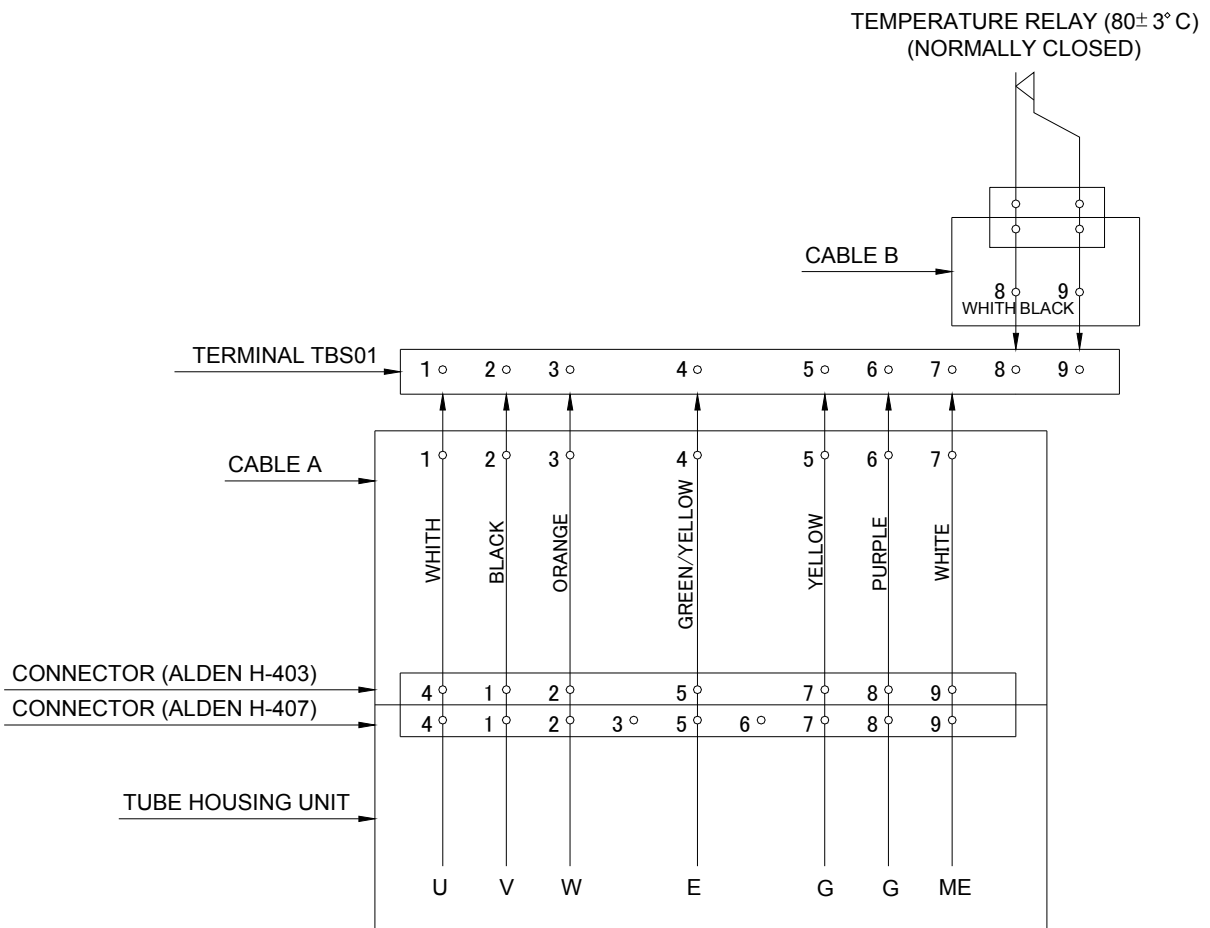 TEMPERATURE RELAY (80±3°C)
(NORMALLY CLOSED)
CABLE B
8 9
WHITH BLACK
TERMINAL TBS01
1 2 3 4 5 6 7 8 9
CABLE A
1 2 3 4 5 6 7
WHITH
BLACK
ORANGE
GREEN/YELLOW
YELLOW
PURPLE
WHITE
CONNECTOR (ALDEN H-403)
4 1 2 5 7 8 9
CONNECTOR (ALDEN H-407)
4 1 2 3 5 6 7 8 9
TUBE HOUSING UNIT
U V W E G G ME